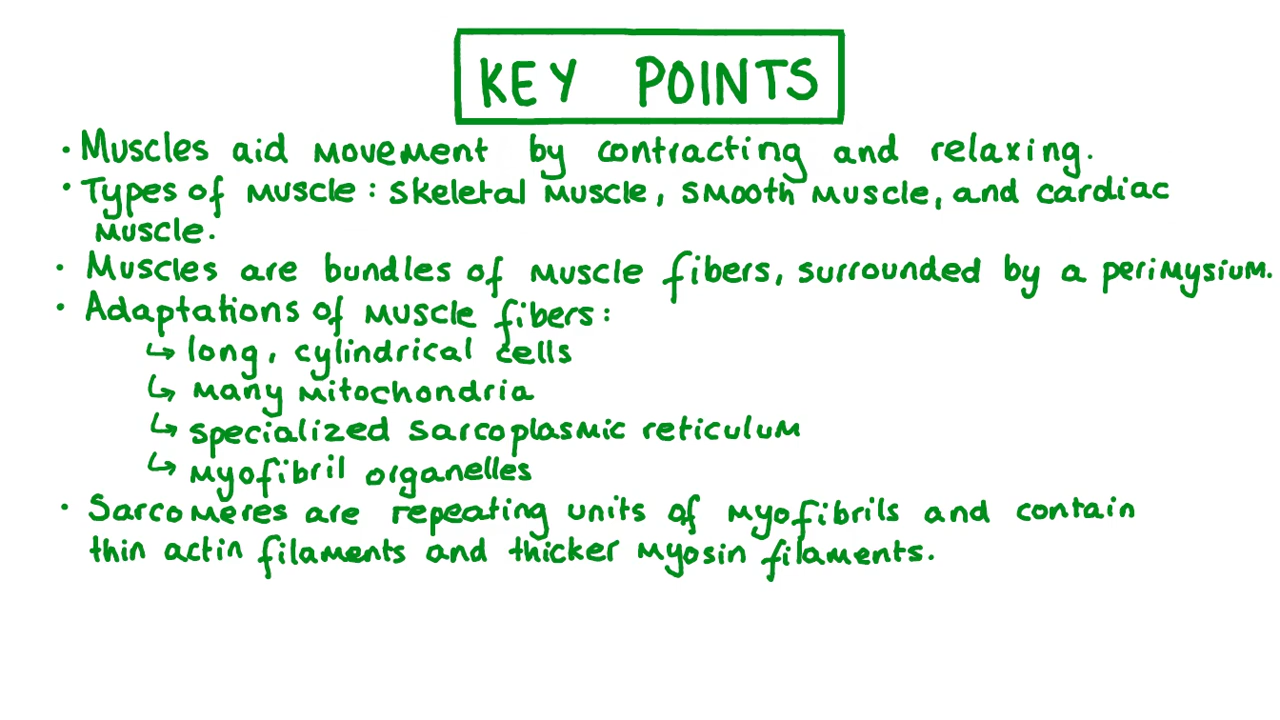 KEY POINTS
• Muscles aid movement by contracting and relaxing.
• Types of muscle: skeletal muscle, smooth muscle, and cardiac
muscle.
• Muscles are bundles of muscle fibers, surrounded by a perimysium.
• Adaptations of muscle fibers:
↳ long, cylindrical cells
↳ many mitochondria
↳ specialized sarcoplasmic reticulum
↳ myofibril organelles
• Sarcomeres are repeating units of myofibrils and contain
thin actin filaments and thicker myosin filaments.